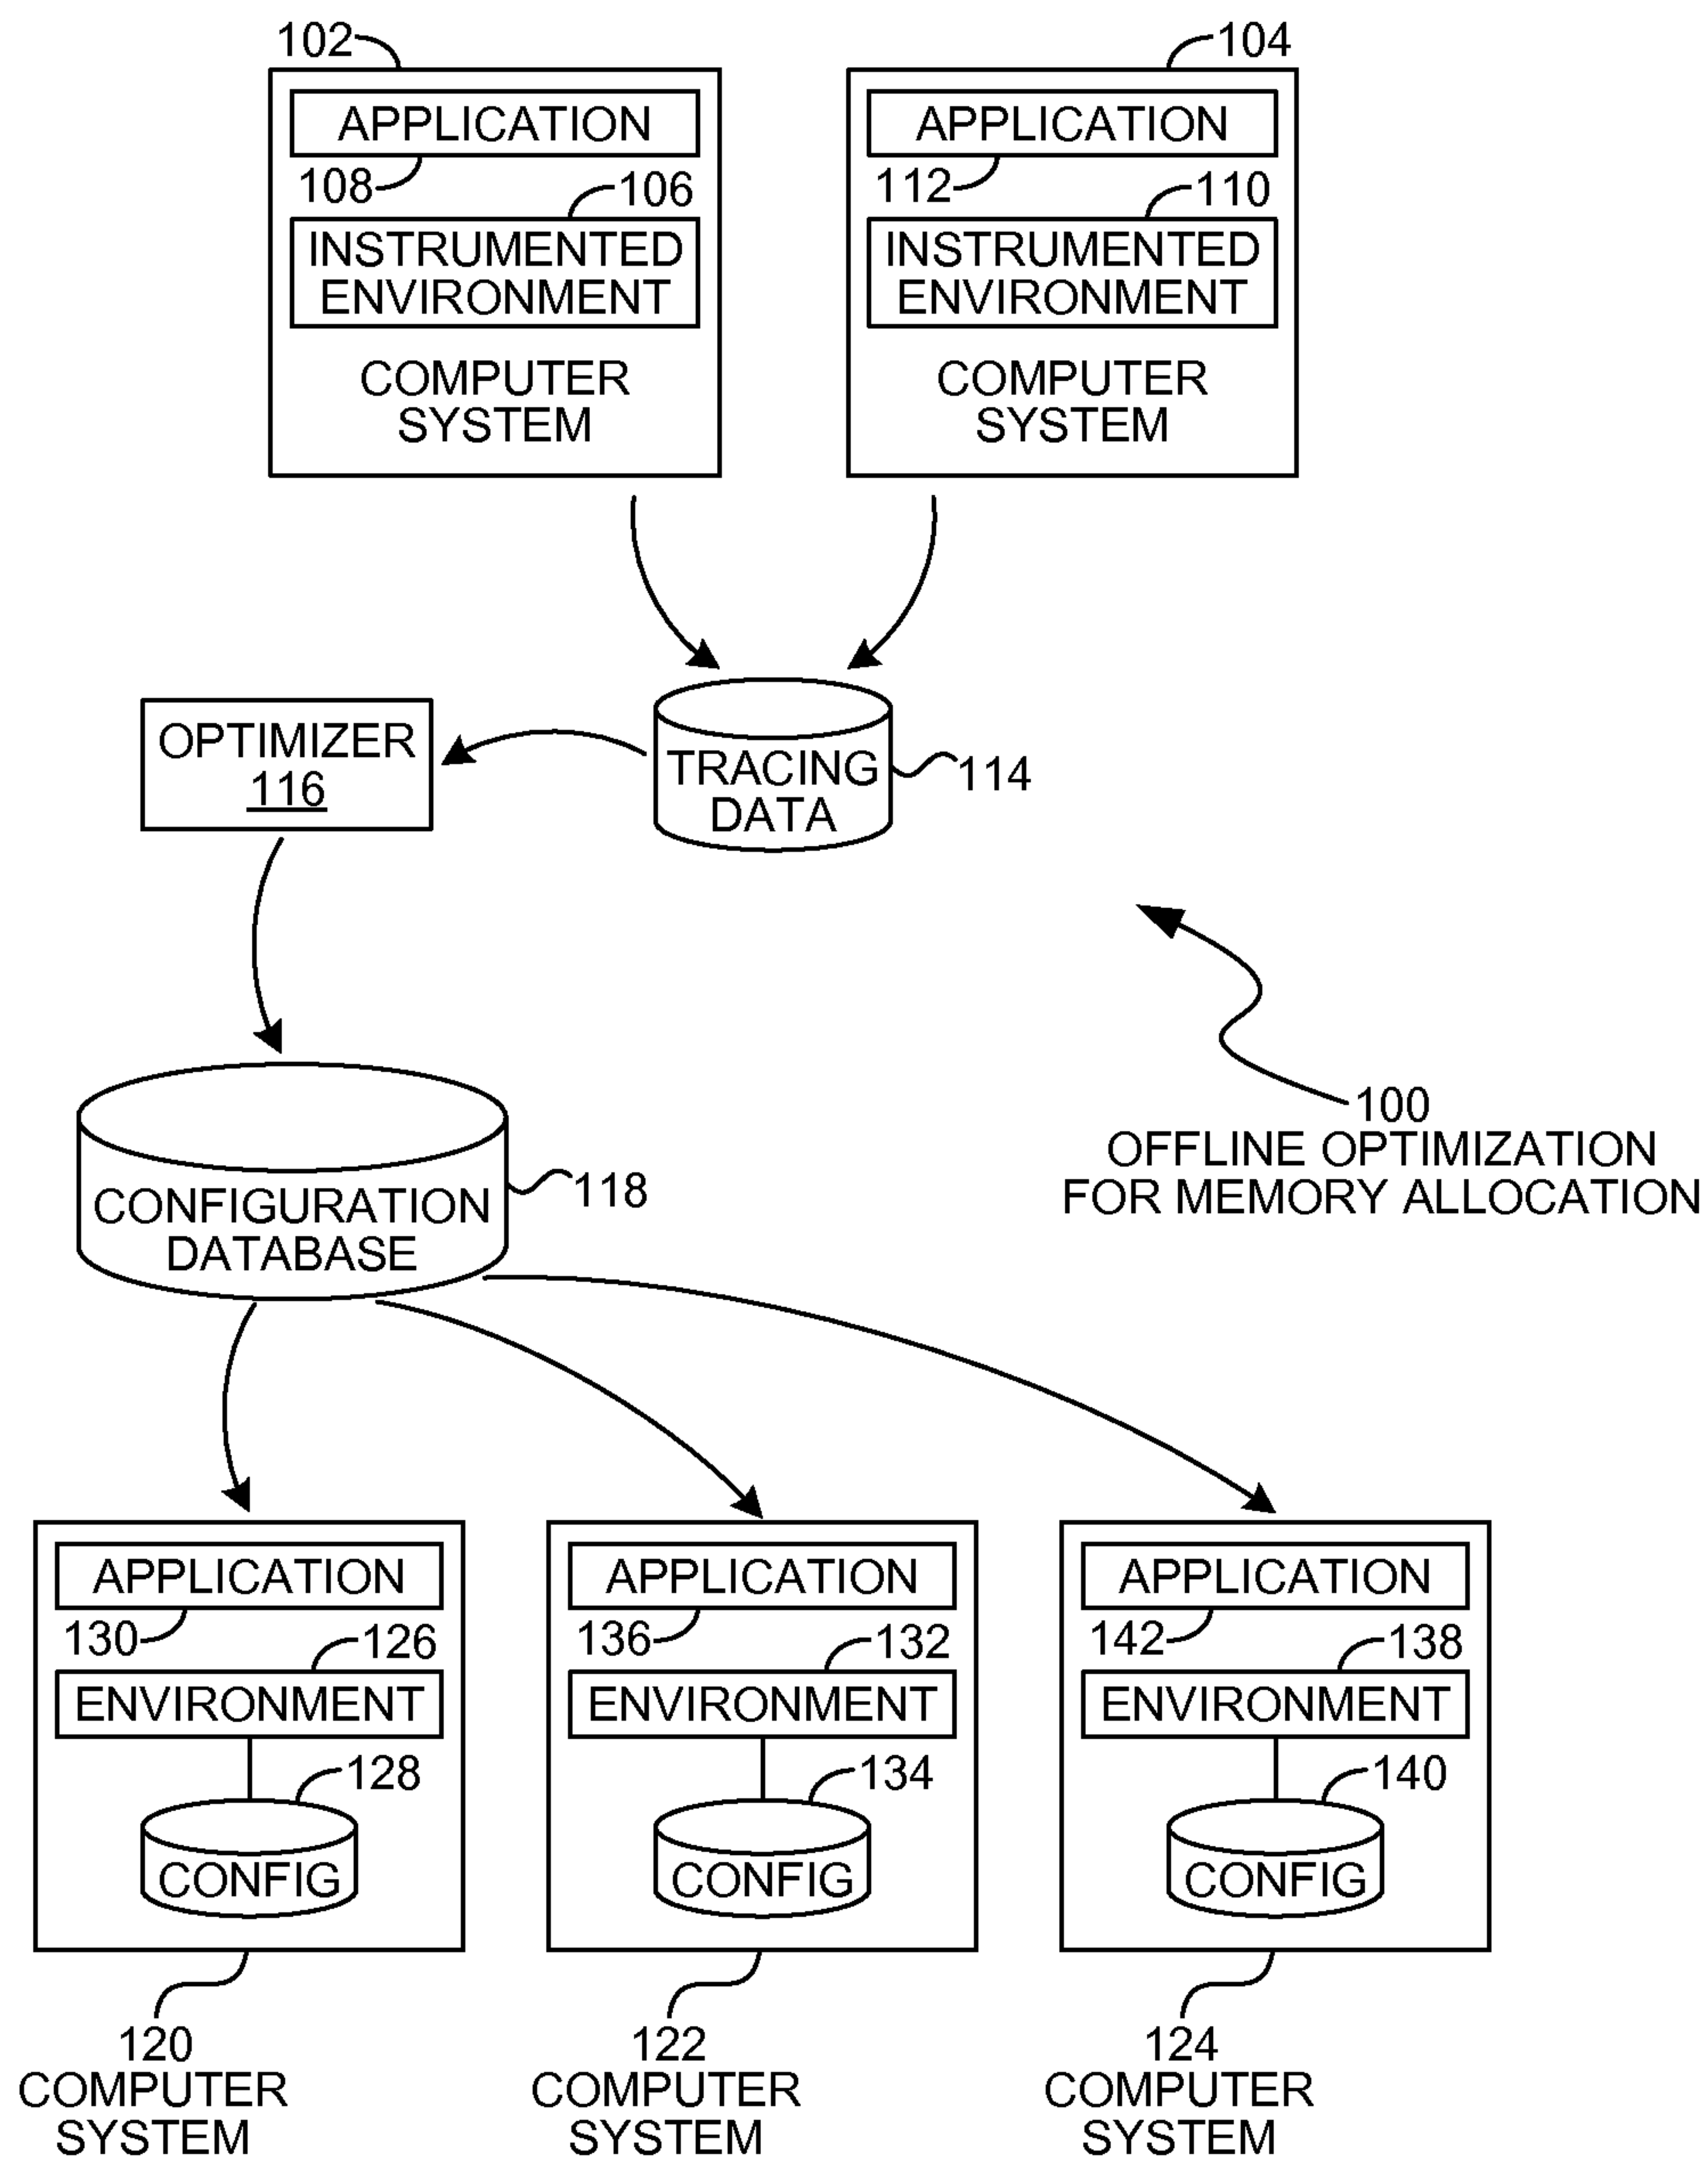 102
104
APPLICATION
APPLICATION
108
106
112
110
INSTRUMENTED
ENVIRONMENT
INSTRUMENTED
ENVIRONMENT
COMPUTER
SYSTEM
COMPUTER
SYSTEM
OPTIMIZER
116
TRACING
DATA
114
100
OFFLINE OPTIMIZATION
FOR MEMORY ALLOCATION
CONFIGURATION
DATABASE
118
APPLICATION
130
126
ENVIRONMENT
128
CONFIG
120
COMPUTER
SYSTEM
APPLICATION
136
132
ENVIRONMENT
134
CONFIG
122
COMPUTER
SYSTEM
APPLICATION
142
138
ENVIRONMENT
140
CONFIG
124
COMPUTER
SYSTEM